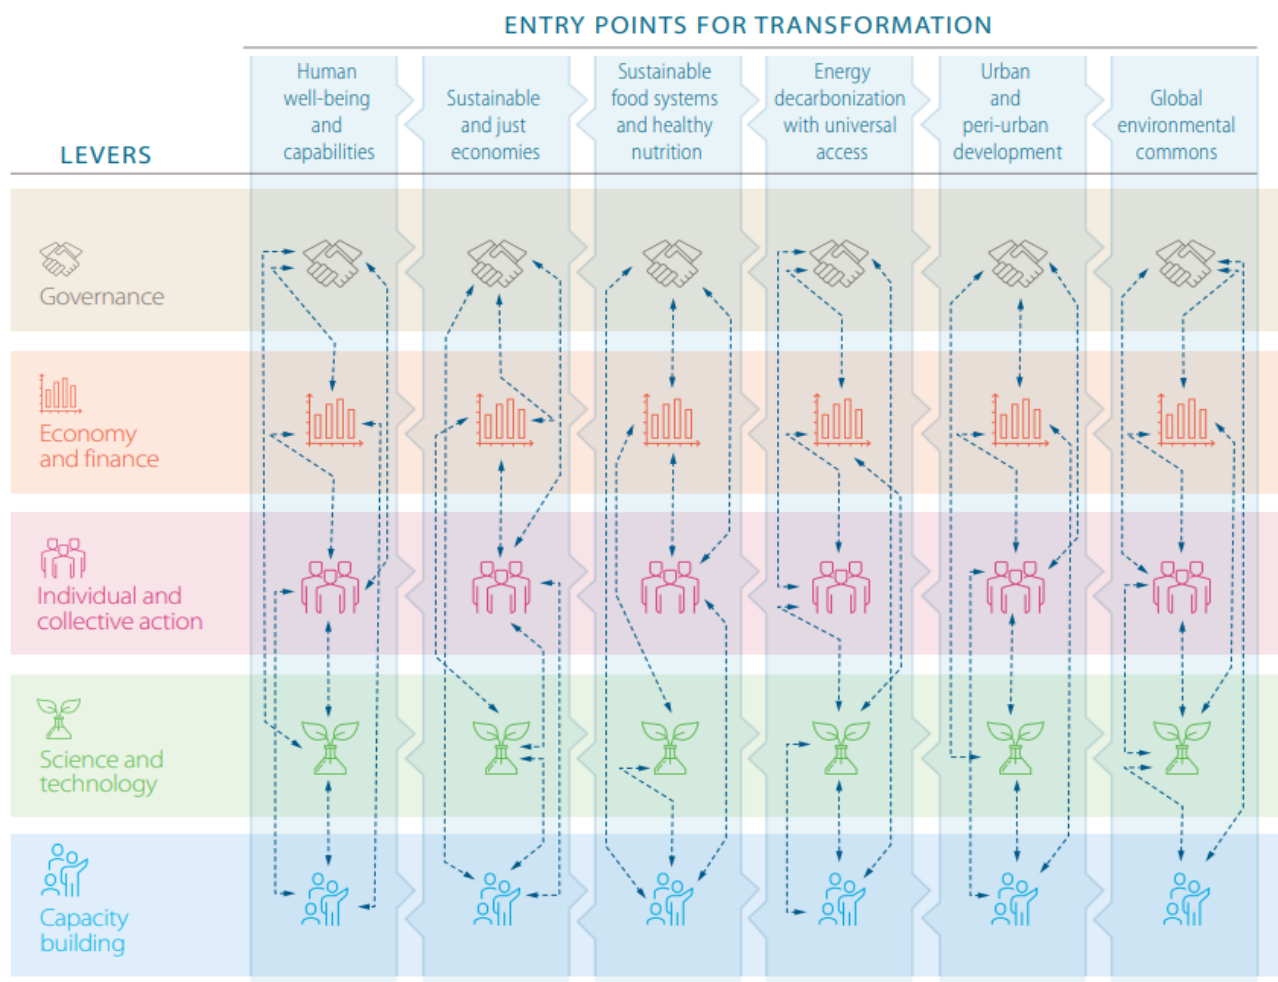 ENTRY POINTS FOR TRANSFORMATION
LEVERS
Human
well-being
and
capabilities
Sustainable
and just
economies
Sustainable
food systems
and healthy
nutrition
Energy
decarbonization
with universal
access
Urban
and
peri-urban
development
Global
environmental
commons
Governance
Economy
and finance
Individual and
collective action
Science and
technology
Capacity
building